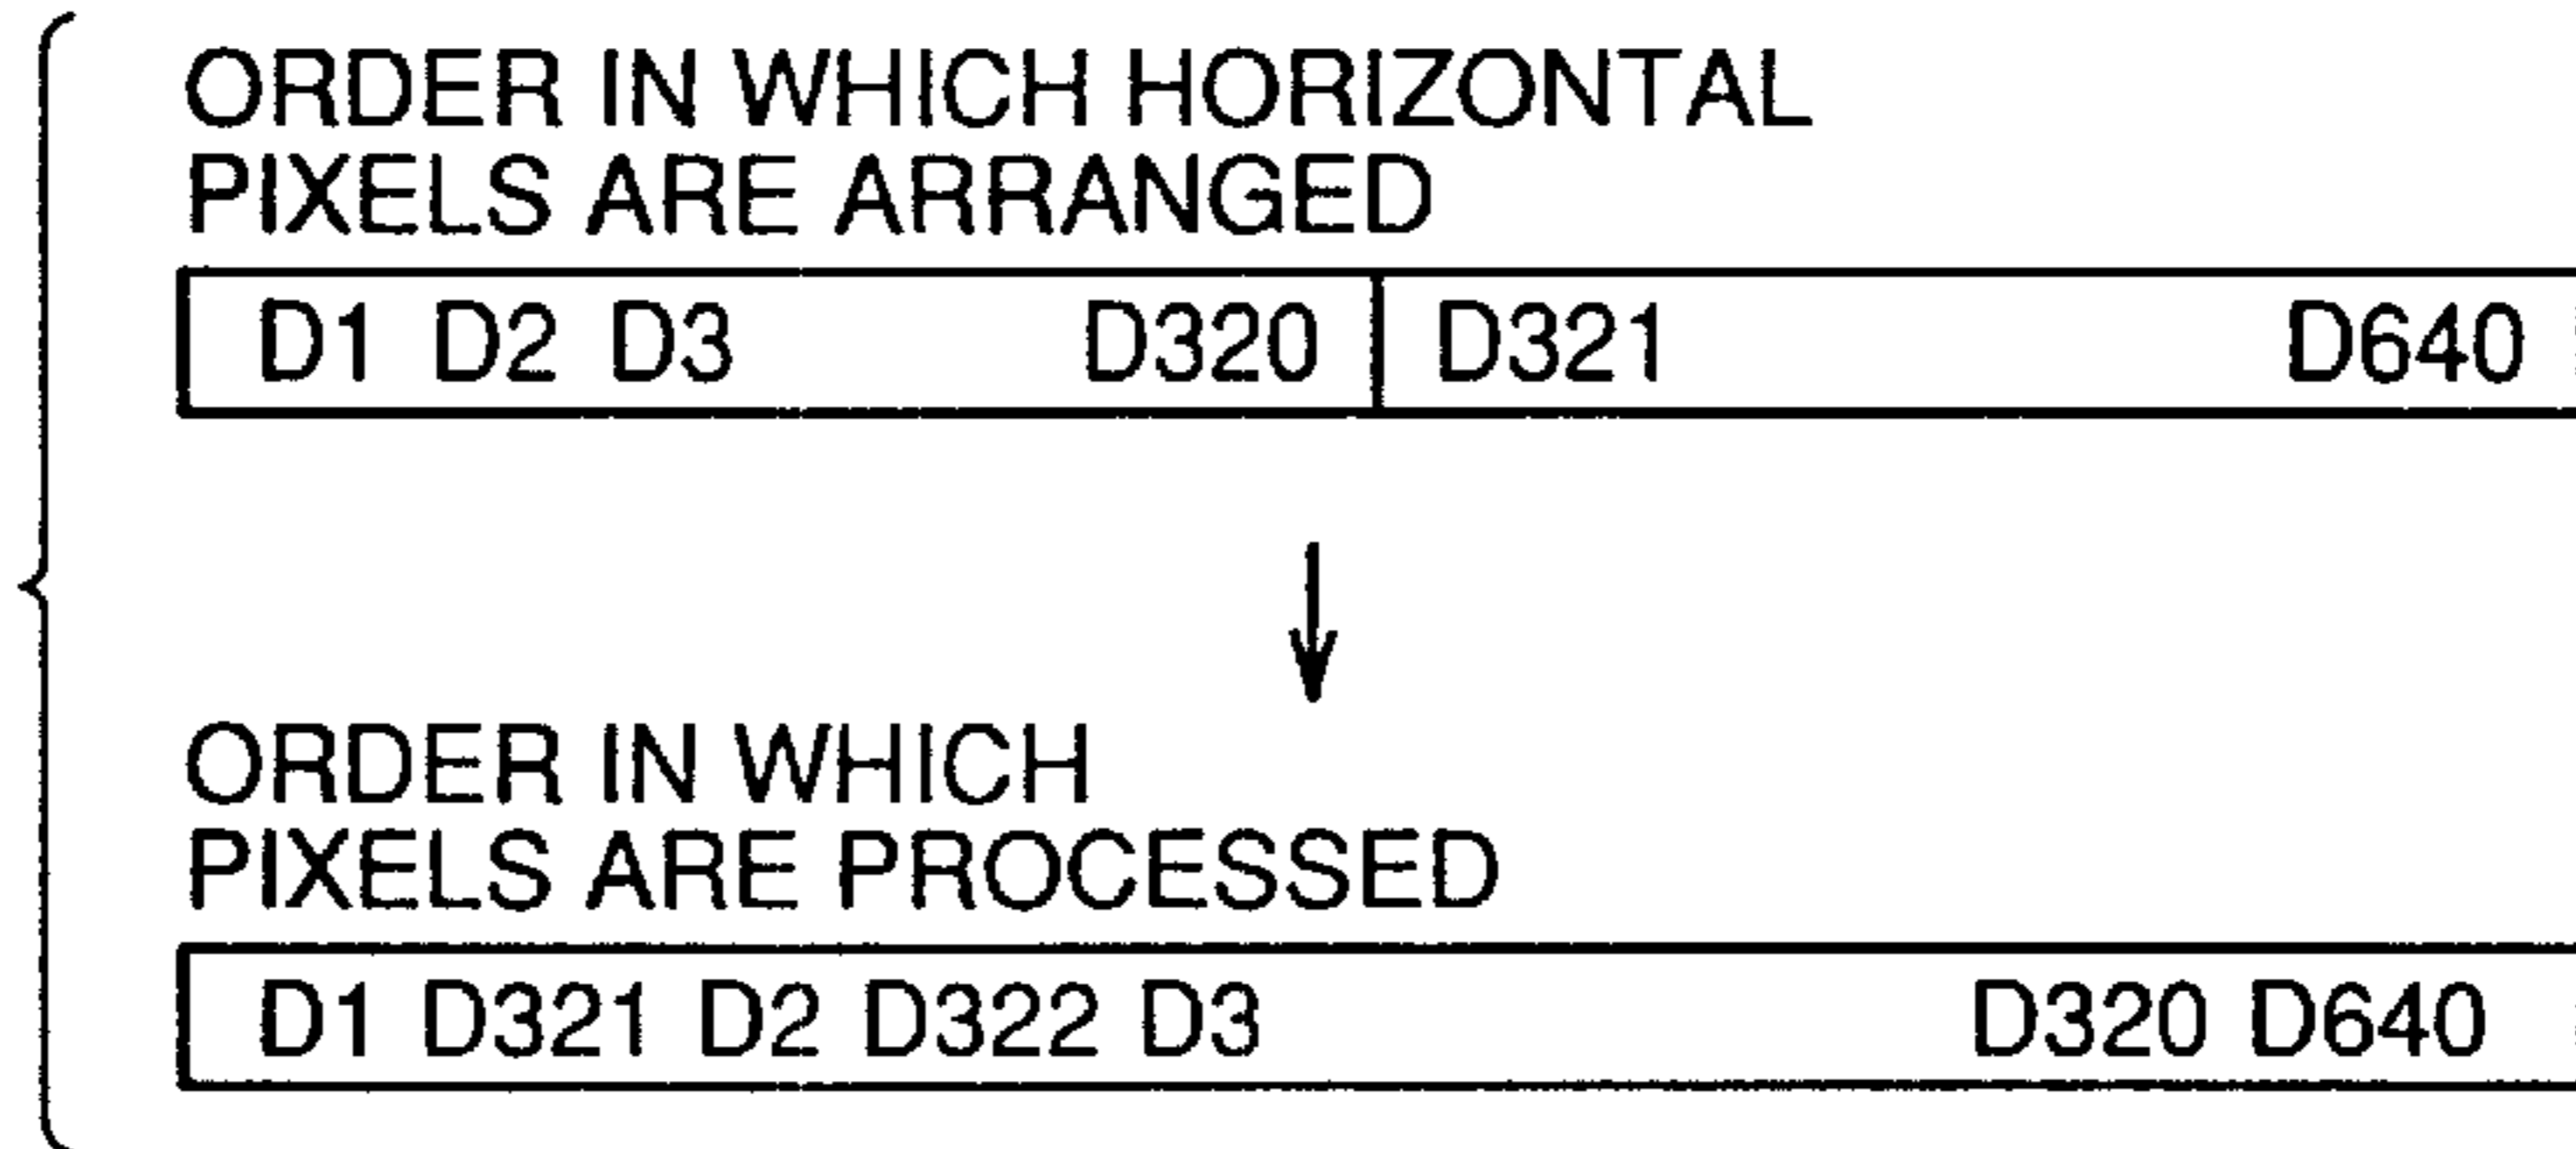 ORDER IN WHICH HORIZONTAL
PIXELS ARE ARRANGED
D1 D2 D3 D320 D321 D640
ORDER IN WHICH
PIXELS ARE PROCESSED
D1 D321 D2 D322 D3 D320 D640